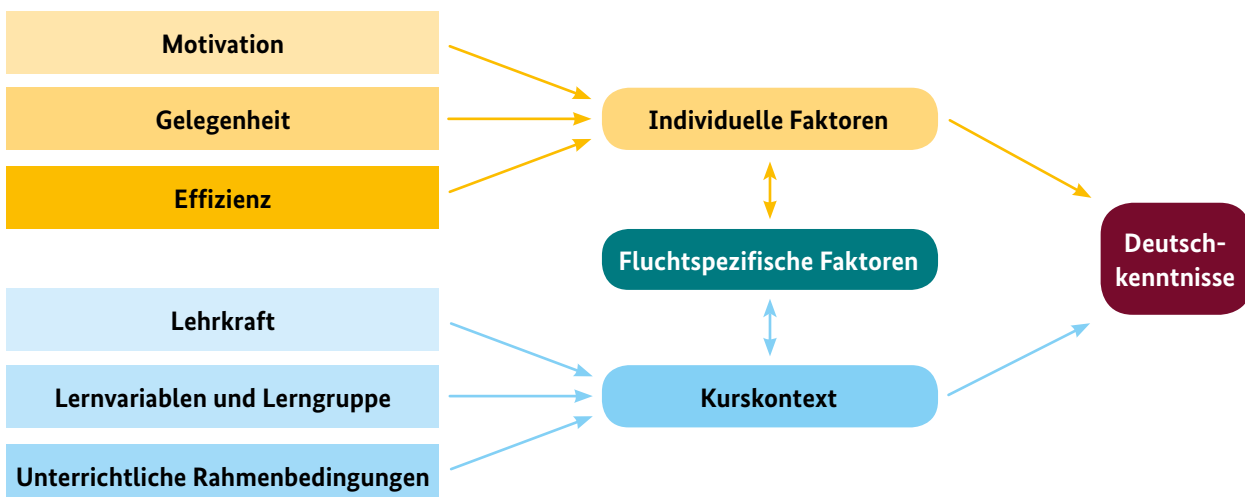 Motivation
Gelegenheit
Effizienz
Individuelle Faktoren
Fluchtspezifische Faktoren
Deutsch-
kenntnisse
Lehrkraft
Lernvariablen und Lerngruppe
Unterrichtliche Rahmenbedingungen
Kurskontext